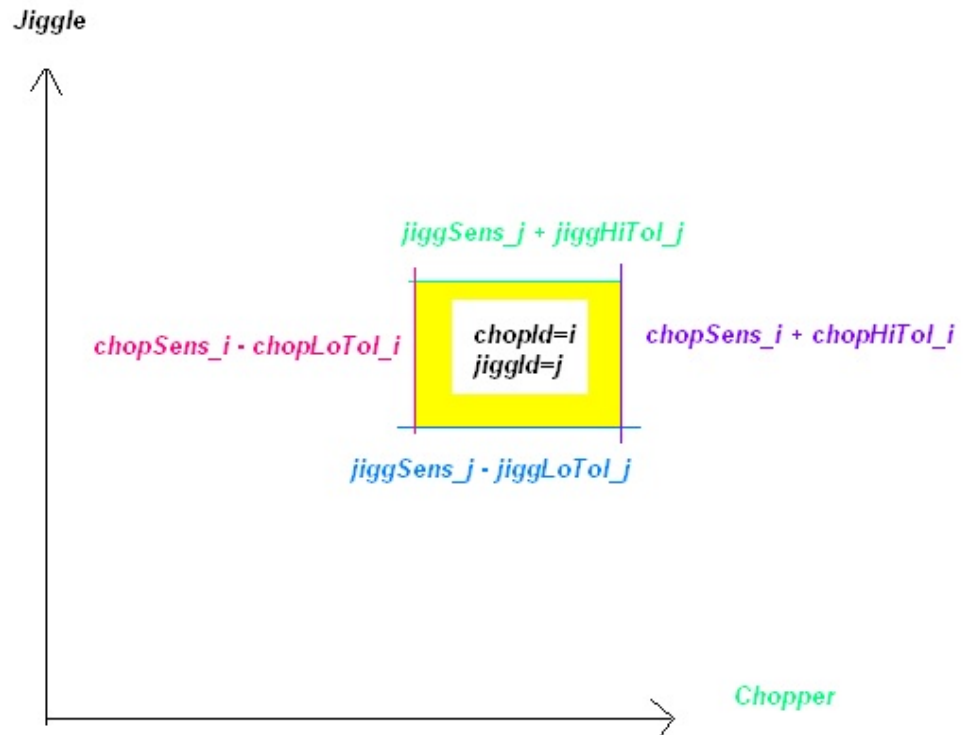 Jiggle
jiggSens_j + jiggHiTol_j
chopSens_i - chopLoTol_i
chopId=i
jiggId=j
chopSens_i + chopHiTol_i
jiggSens_j - jiggLoTol_j
Chopper